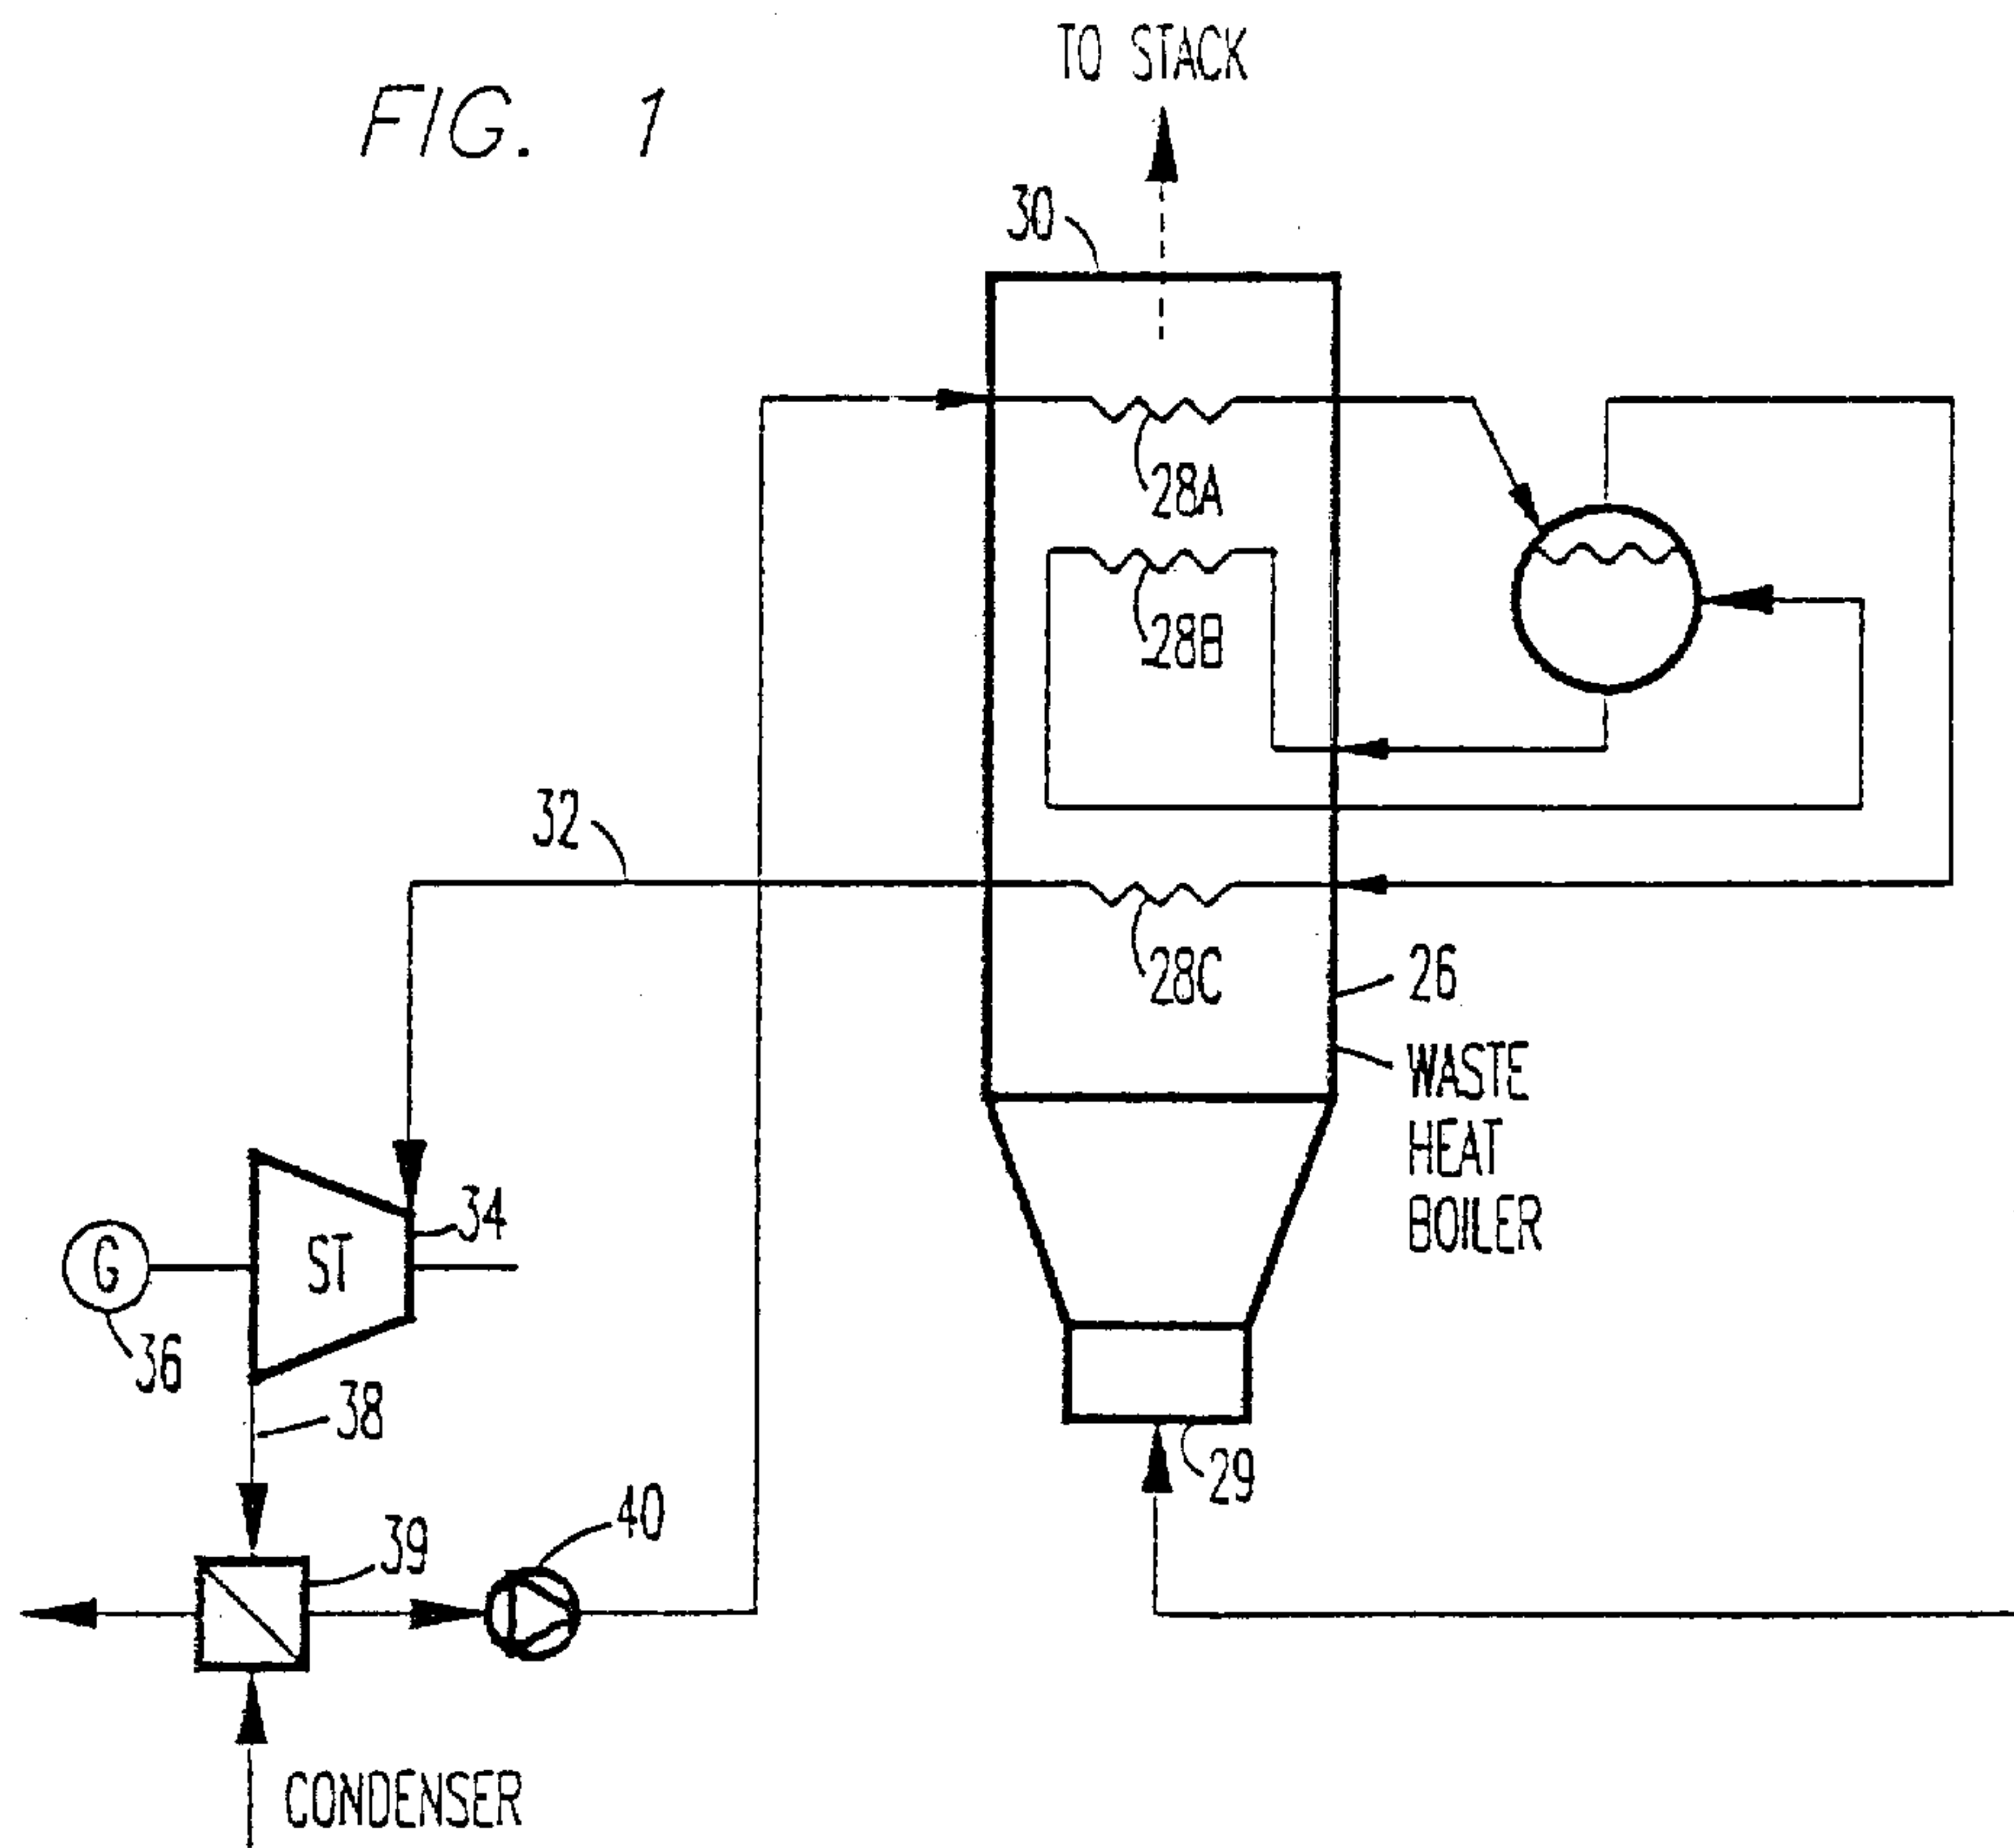 FIG. 1
TO STACK
30
28A
28B
32
28C
26
WASTE
HEAT
BOILER
34
ST
G
36
38
29
40
39
CONDENSER